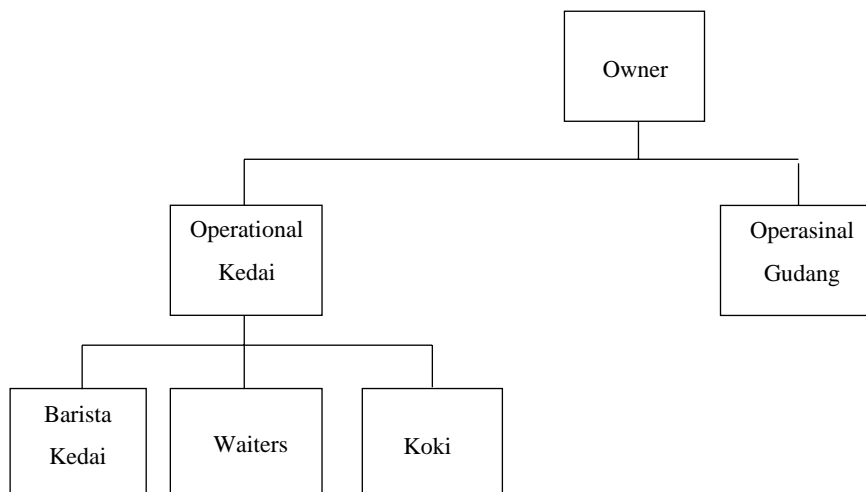 Owner
Operational
Kedai
Operasinal
Gudang
Barista
Kedai
Waiters
Koki